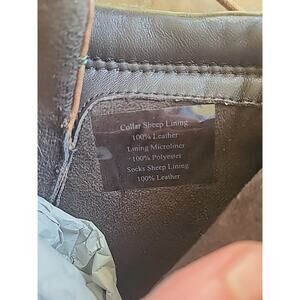 Collar Sheep Lining
100% Leather
Lining Microliner
100% Polyester
Socks Sheep Lining
100% Leather